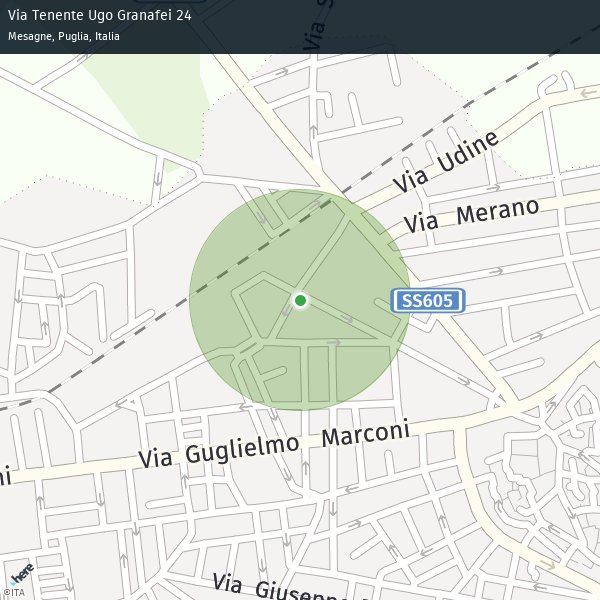 Via Tenente Ugo Granafei 24
Mesagne, Puglia, Italia
Via S
Via Udine
Via Merano
SS605
Via Guglielmo Marconi
ni
Via Giuseppe
here
©ITA